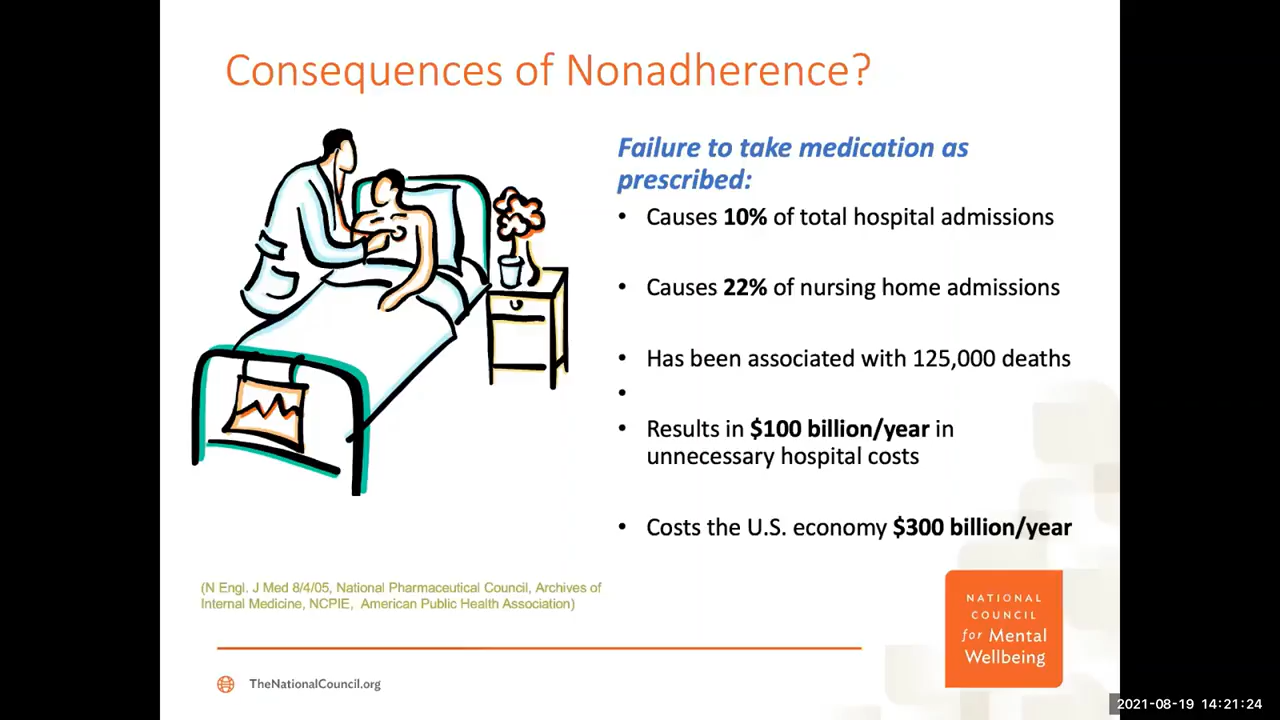 Consequences of Nonadherence?
Failure to take medication as
prescribed:
• Causes 10% of total hospital admissions
• Causes 22% of nursing home admissions
• Has been associated with 125,000 deaths
•
• Results in $100 billion/year in
unnecessary hospital costs
• Costs the U.S. economy $300 billion/year
(N Engl. J Med 8/4/05, National Pharmaceutical Council, Archives of
Internal Medicine, NCPIE, American Public Health Association)
NATIONAL
COUNCIL
for Mental
Wellbeing
TheNationalCouncil.org
2021-08-19 14:21:24